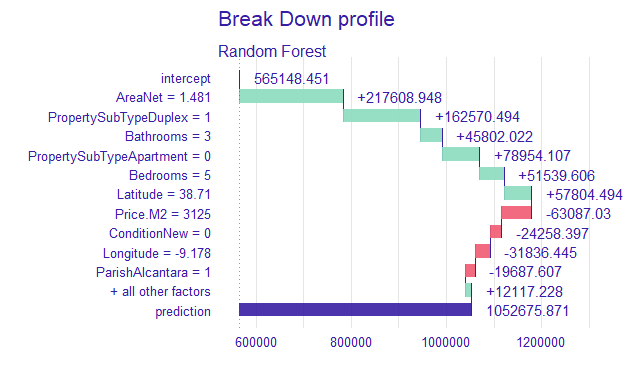 Break Down profile
Random Forest
intercept 565148.451
AreaNet = 1.481 +217608.948
PropertySubTypeDuplex = 1 +162570.494
Bathrooms = 3 +45802.022
PropertySubTypeApartment = 0 +78954.107
Bedrooms = 5 +51539.606
Latitude = 38.71 +57804.494
Price.M2 = 3125 -63087.03
ConditionNew = 0 -24258.397
Longitude = -9.178 -31836.445
ParishAlcantara = 1 -19687.607
+ all other factors +12117.228
prediction 1052675.871
600000 800000 1000000 1200000